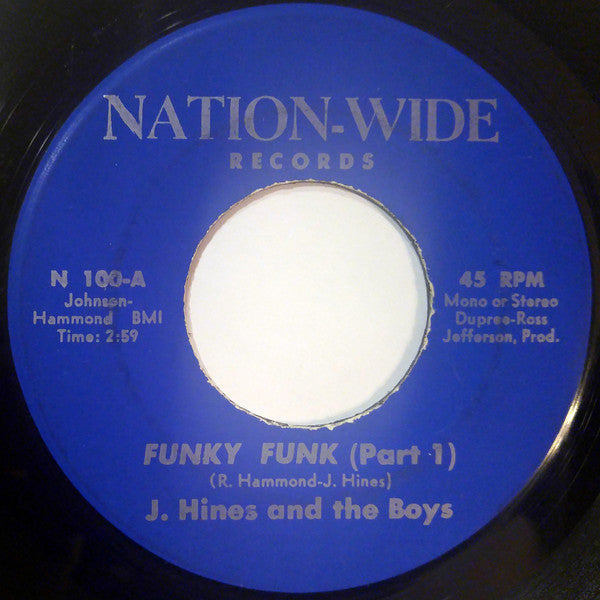 NATION-WIDE
RECORDS
N 100-A
Johnson-
Hammond BMI
Time: 2:59
45 RPM
Mono or Stereo
Dupree-Ross
Jefferson, Prod.
FUNKY FUNK (Part 1)
(R. Hammond-J. Hines)
J. Hines and the Boys